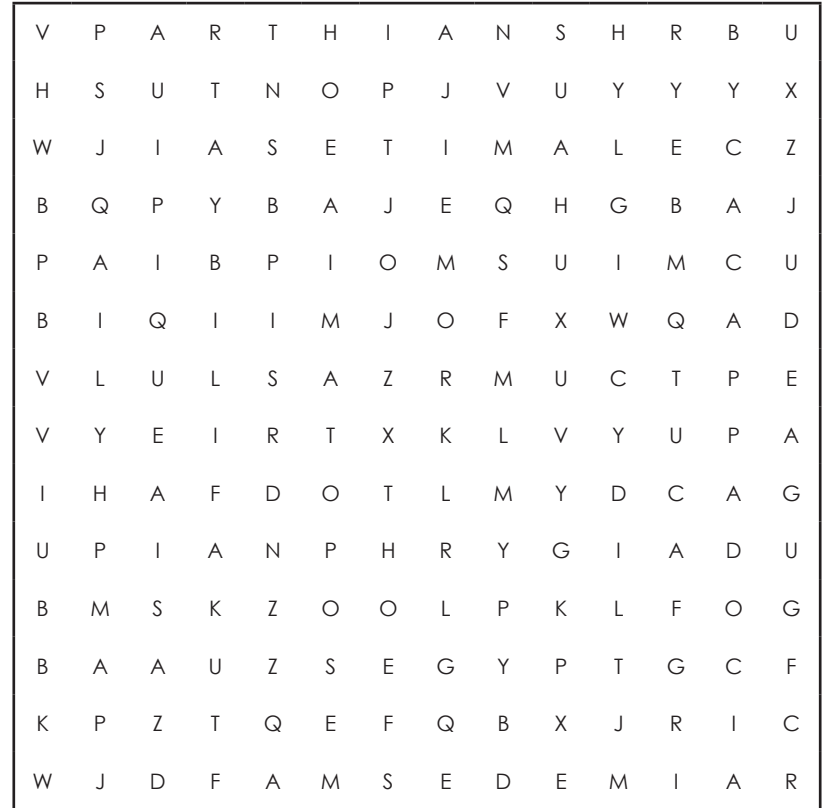 V P A R T H I A N S H R B U
H S U T N O P J V U Y Y Y X
W J I A S E T I M A L E C Z
B Q P Y B A J E Q H G B A J
P A I B P I O M S U I M C U
B I Q I I M J O F X W Q A D
V L U L S A Z R M U C T P E
V Y E I R T X K L V Y U P A
I H A F D O T L M Y D C A G
U P I A N P H R Y G I A D U
B M S K Z O O L P K L F O G
B A A U Z S E G Y P T G C F
K P Z T Q E F Q B X J R I C
W J D F A M S E D E M I A R